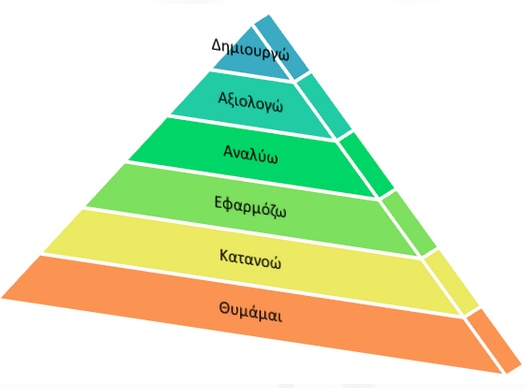 Δημιουργώ
Αξιολογώ
Αναλύω
Εφαρμόζω
Κατανοώ
Θυμάμαι